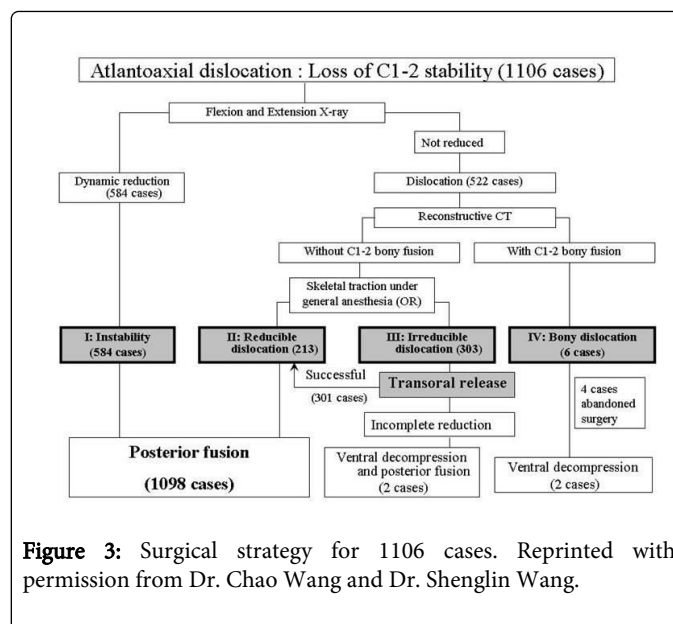 Atlantoaxial dislocation : Loss of C1-2 stability (1106 cases)
Flexion and Extension X-ray
Not reduced
Dynamic reduction
(584 cases)
Dislocation (522 cases)
Reconstructive CT
Without C1-2 bony fusion
With C1-2 bony fusion
Skeletal traction under
general anesthesia (OR)
I: Instability
(584 cases)
II: Reducible
dislocation (213)
III: Irreducible
dislocation (303)
IV: Bony dislocation
(6 cases)
Successful
(301 cases)
Transoral release
4 cases
abandoned
surgery
Incomplete reduction
Posterior fusion
(1098 cases)
Ventral decompression
and posterior fusion
(2 cases)
Ventral decompression
(2 cases)
Figure 3: Surgical strategy for 1106 cases. Reprinted with
permission from Dr. Chao Wang and Dr. Shenglin Wang.